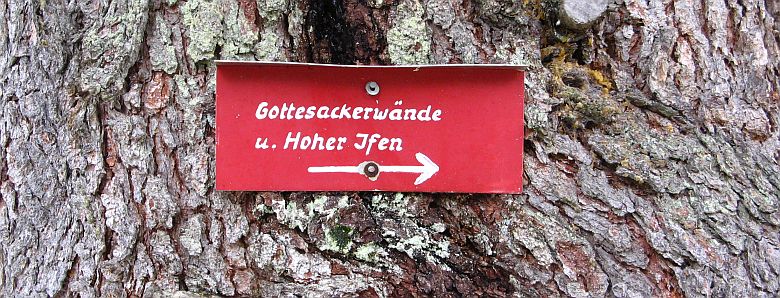 Gottesackerwände
u. Hoher Ifen